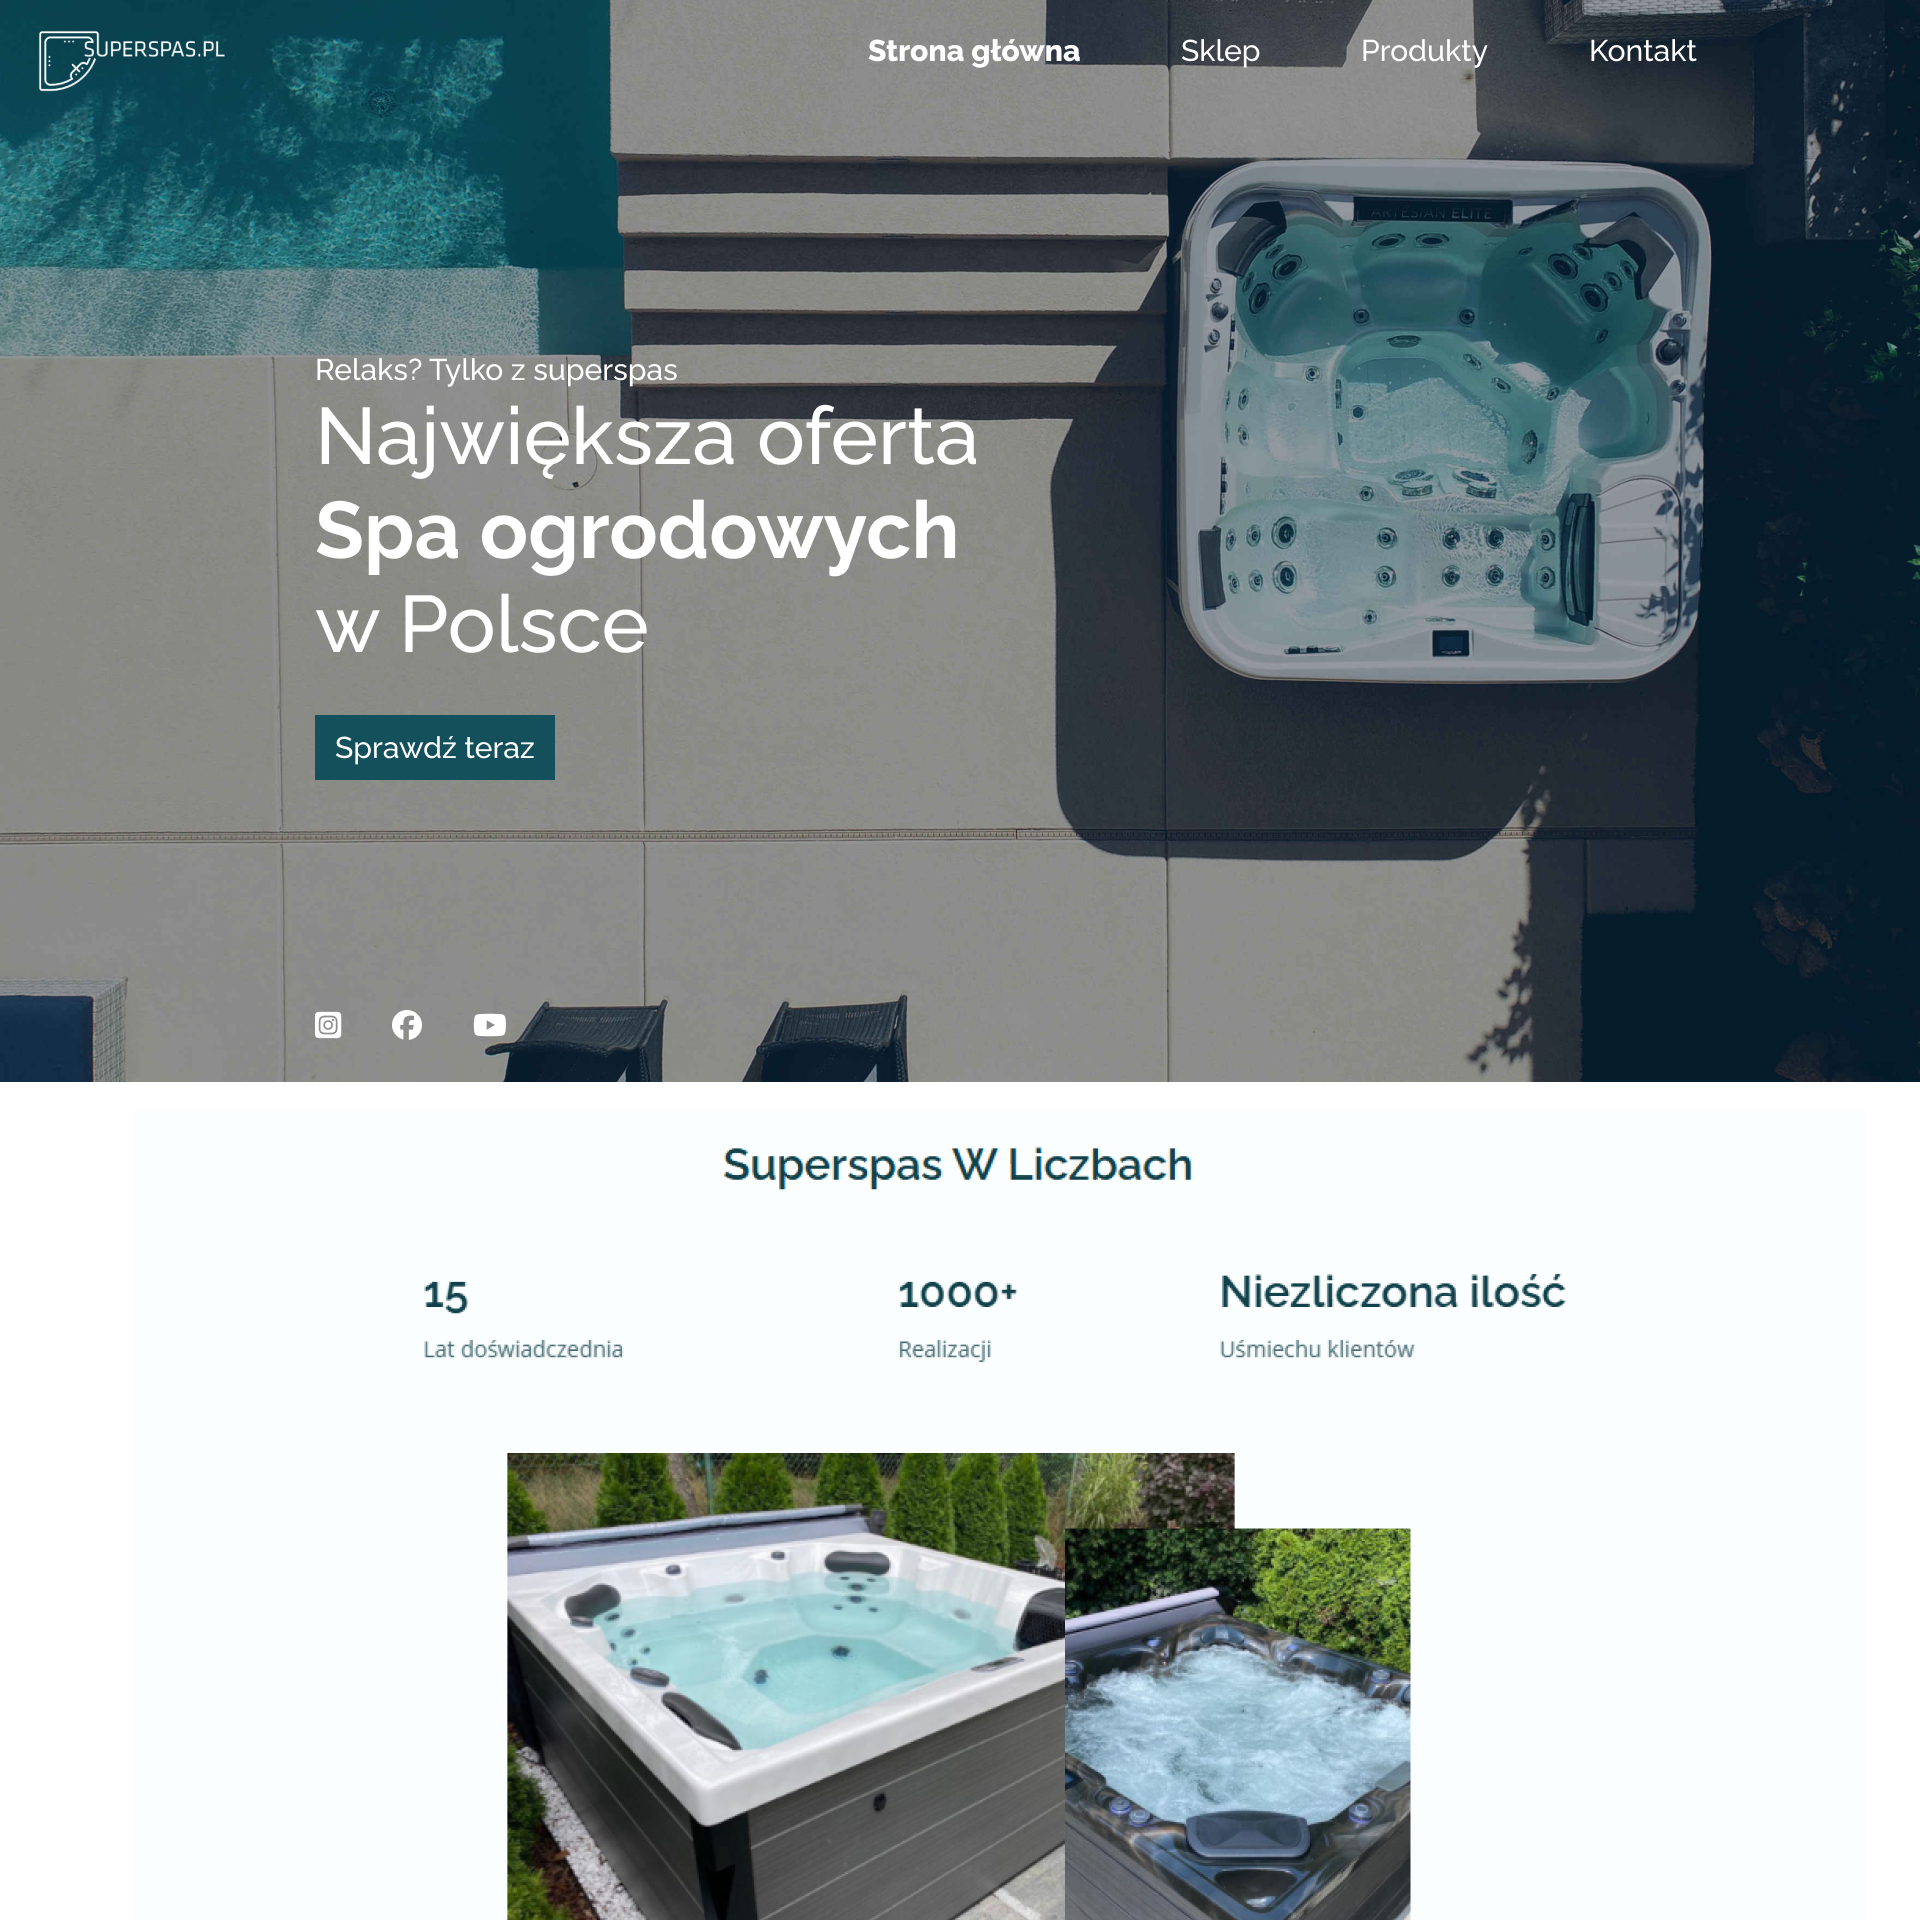 SUPERSPAS.PL
Strona główna
Sklep
Produkty
Kontakt
ARTESIAN ELITE
Relaks? Tylko z superspas
Największa oferta
Spa ogrodowych
w Polsce
Sprawdź teraz
Superspas W Liczbach
15
Lat doświadczednia
1000+
Realizacji
Niezliczona ilość
Uśmiechu klientów